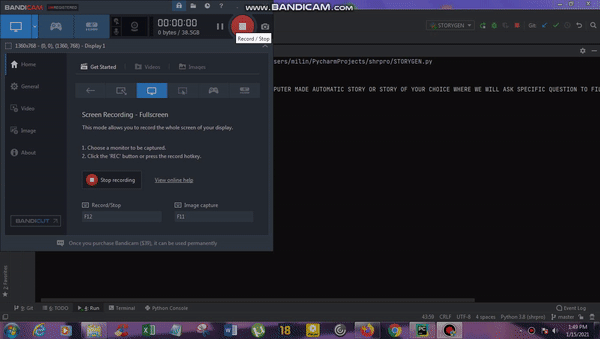 BANDICAM UNREGISTERED
www.BANDICAM.com
00:00:00
0 bytes / 38.5GB
Record / Stop
1360x768 - (0, 0), (1360, 768) - Display 1
STORYGEN
Git:
Home
General
Video
Image
About
BANDICUT
Get Started
Videos
Images
Screen Recording - Fullscreen
This mode allows you to record the whole screen of your display.
1. Choose a monitor to be captured.
2. Click the 'REC' button or press the record hotkey.
Stop recording
View online help
Record/Stop
Image capture
F12
F11
Once you purchase Bandicam ($39), it can be used permanently
sers/milin/PycharmProjects/shrpro/STORYGEN.py
PUTER MADE AUTOMATIC STORY OR STORY OF YOUR CHOICE WHERE WE WILL ASK SPECIFIC QUESTION TO FIL
2: Favorites
9: Git
6: TODO
4: Run
Terminal
Python Console
Event Log
CRLF
UTF-8
4 spaces
Python 3.8 (shrpro)
master
18
1:49 PM
1/15/2021